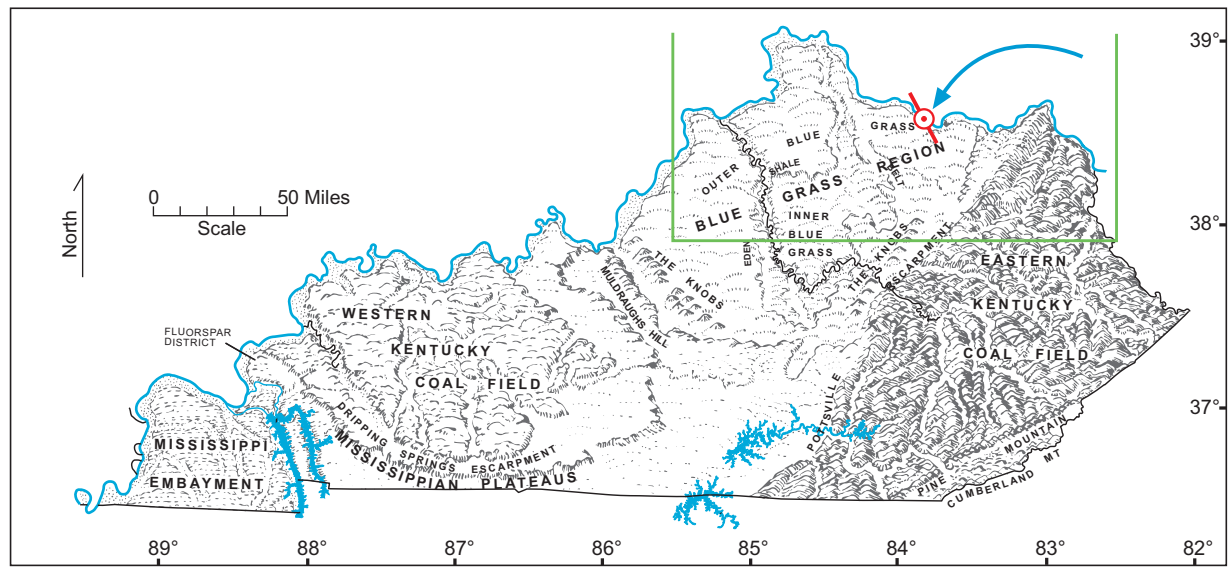 39°
38°
37°
North
0 50 Miles
Scale
GRASS
BLUE
REGION
SHALE
BELT
OUTER
GRASS
BLUE
INNER
BLUE
GRASS
EDEN
THE KNOBS
ESCARPMENT
THE KNOBS
EASTERN
KENTUCKY
COAL FIELD
MULDRAUGHS HILL
WESTERN
KENTUCKY
COAL FIELD
FLUORSPAR
DISTRICT
POTTSVILLE
DRIPPING
SPRINGS ESCARPMENT
MISSISSIPPIAN PLATEAUS
MISSISSIPPI
EMBAYMENT
PINE MOUNTAIN
CUMBERLAND MT
89° 88° 87° 86° 85° 84° 83° 82°